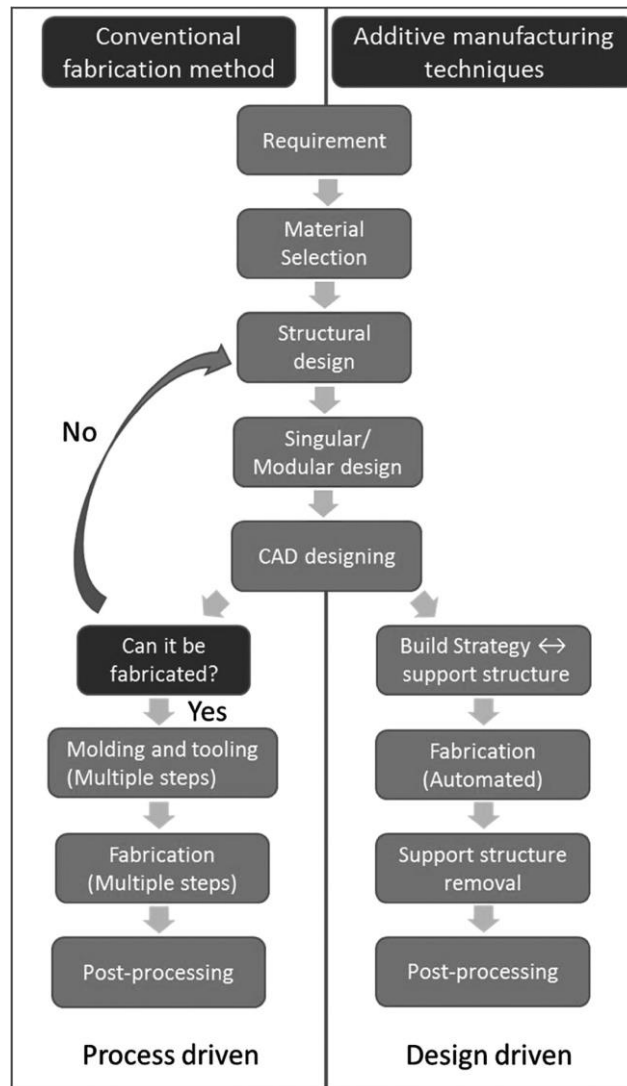 Conventional
fabrication method
Additive manufacturing
techniques
Requirement
Material
Selection
Structural
design
No
Singular/
Modular design
CAD designing
Can it be
fabricated?
Yes
Molding and tooling
(Multiple steps)
Fabrication
(Multiple steps)
Post-processing
Process driven
Build Strategy ↔
support structure
Fabrication
(Automated)
Support structure
removal
Post-processing
Design driven